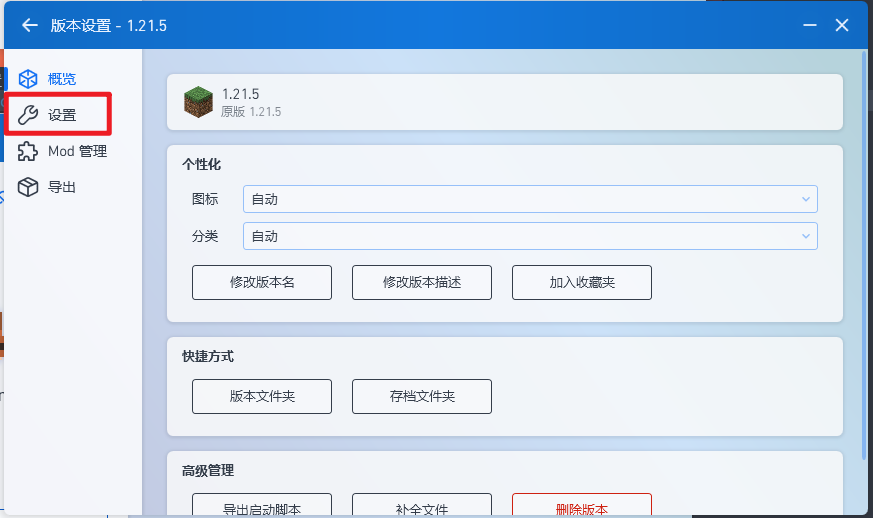 版本设置 - 1.21.5
概览
设置
Mod 管理
导出
1.21.5
原版 1.21.5
个性化
图标 自动
分类 自动
修改版本名 修改版本描述 加入收藏夹
快捷方式
版本文件夹 存档文件夹
高级管理
导出启动脚本 补全文件 删除版本